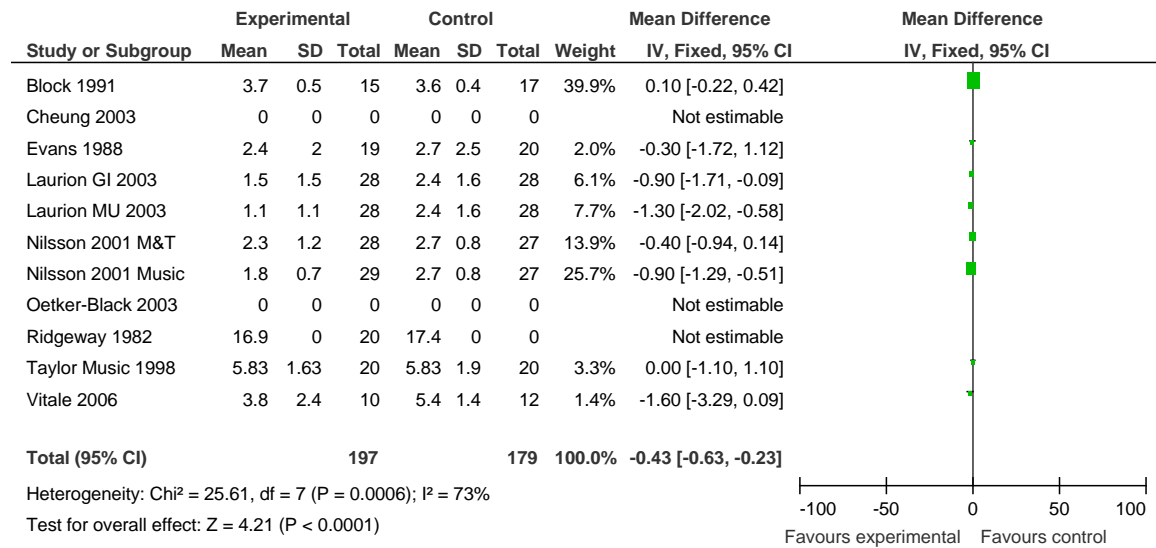 Experimental Control Mean Difference Mean Difference
Study or Subgroup Mean SD Total Mean SD Total Weight IV, Fixed, 95% CI IV, Fixed, 95% CI
Block 1991 3.7 0.5 15 3.6 0.4 17 39.9% 0.10 [-0.22, 0.42]
Cheung 2003 0 0 0 0 0 0 Not estimable
Evans 1988 2.4 2 19 2.7 2.5 20 2.0% -0.30 [-1.72, 1.12]
Laurion GI 2003 1.5 1.5 28 2.4 1.6 28 6.1% -0.90 [-1.71, -0.09]
Laurion MU 2003 1.1 1.1 28 2.4 1.6 28 7.7% -1.30 [-2.02, -0.58]
Nilsson 2001 M&T 2.3 1.2 28 2.7 0.8 27 13.9% -0.40 [-0.94, 0.14]
Nilsson 2001 Music 1.8 0.7 29 2.7 0.8 27 25.7% -0.90 [-1.29, -0.51]
Oetker-Black 2003 0 0 0 0 0 0 Not estimable
Ridgeway 1982 16.9 0 20 17.4 0 0 Not estimable
Taylor Music 1998 5.83 1.63 20 5.83 1.9 20 3.3% 0.00 [-1.10, 1.10]
Vitale 2006 3.8 2.4 10 5.4 1.4 12 1.4% -1.60 [-3.29, 0.09]
Total (95% CI) 197 179 100.0% -0.43 [-0.63, -0.23]
Heterogeneity: Chi² = 25.61, df = 7 (P = 0.0006); I² = 73%
Test for overall effect: Z = 4.21 (P < 0.0001)
-100 -50 0 50 100
Favours experimental Favours control